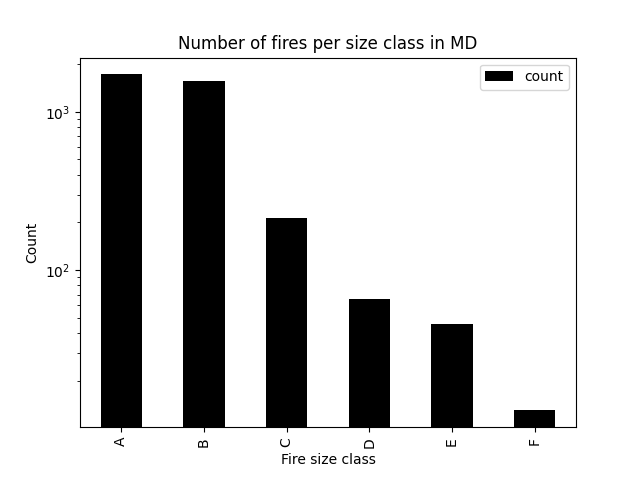 Number of fires per size class in MD
count
10³
10²
Count
A
B
C
D
E
F
Fire size class